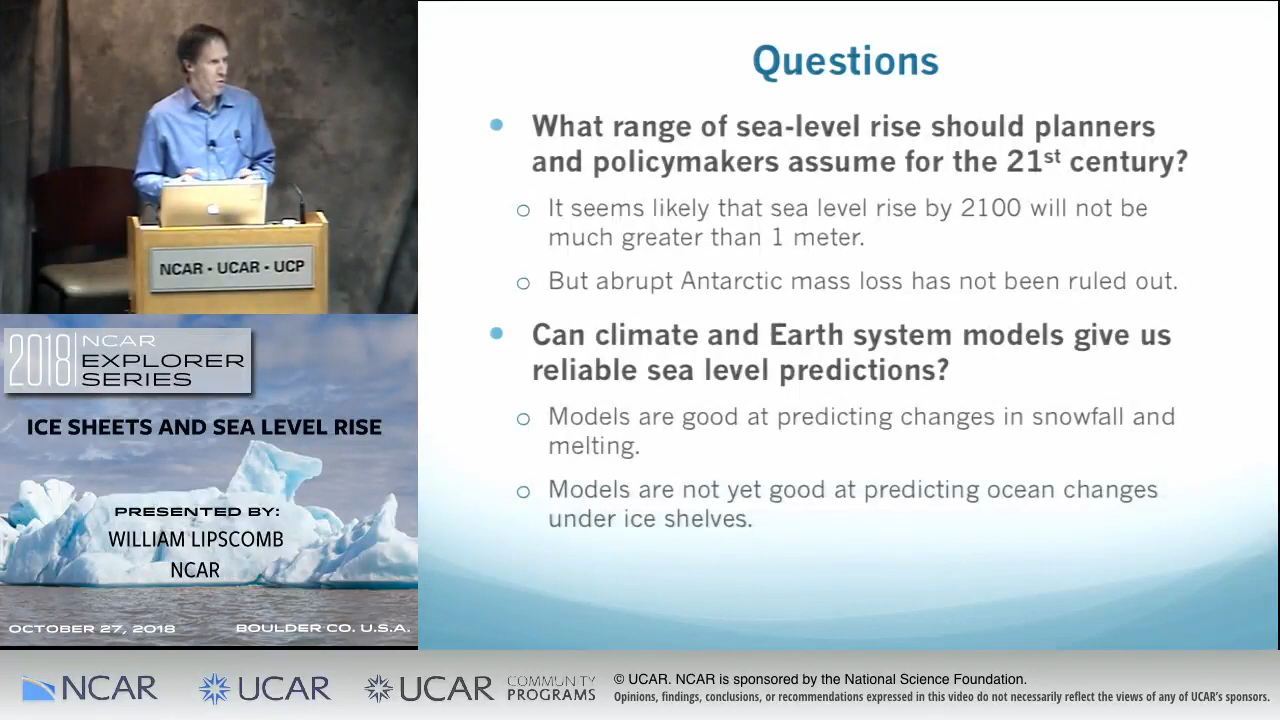 NCAR • UCAR • UCP
2018 NCAR
EXPLORER
SERIES
ICE SHEETS AND SEA LEVEL RISE
PRESENTED BY:
WILLIAM LIPSCOMB
NCAR
OCTOBER 27, 2018 BOULDER CO. U.S.A.
Questions
• What range of sea-level rise should planners
and policymakers assume for the 21st century?
o It seems likely that sea level rise by 2100 will not be
much greater than 1 meter.
o But abrupt Antarctic mass loss has not been ruled out.
• Can climate and Earth system models give us
reliable sea level predictions?
o Models are good at predicting changes in snowfall and
melting.
o Models are not yet good at predicting ocean changes
under ice shelves.
NCAR UCAR UCAR COMMUNITY
PROGRAMS
© UCAR. NCAR is sponsored by the National Science Foundation.
Opinions, findings, conclusions, or recommendations expressed in this video do not necessarily reflect the views of any of UCAR's sponsors.